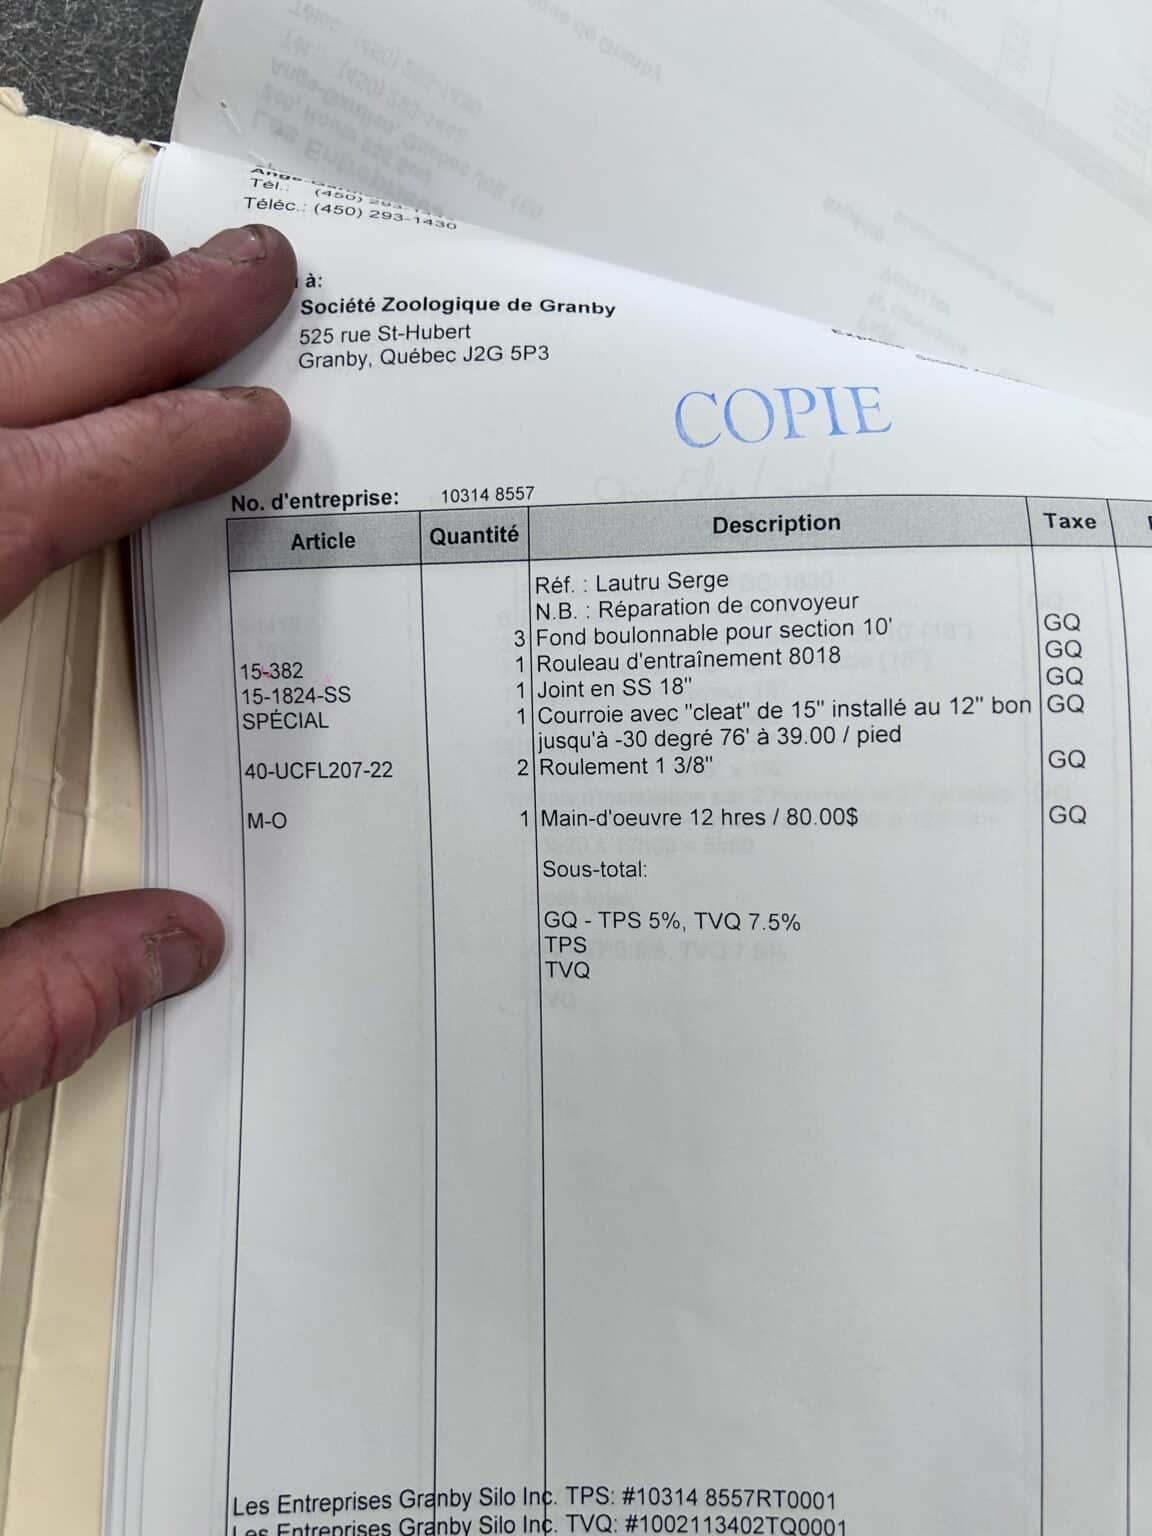 Tél.: (450) 293-
Téléc.: (450) 293-1430
à:
Société Zoologique de Granby
525 rue St-Hubert
Granby, Québec J2G 5P3
COPIE
No. d'entreprise: 10314 8557
Article Quantité Description Taxe
Réf. : Lautru Serge
N.B. : Réparation de convoyeur
3 Fond boulonnable pour section 10' GQ
15-382 1 Rouleau d'entraînement 8018 GQ
15-1824-SS 1 Joint en SS 18" GQ
SPÉCIAL 1 Courroie avec "cleat" de 15" installé au 12" bon GQ
jusqu'à -30 degré 76' à 39.00 / pied
40-UCFL207-22 2 Roulement 1 3/8" GQ
M-O 1 Main-d'oeuvre 12 hres / 80.00$ GQ
Sous-total:
GQ - TPS 5%, TVQ 7.5%
TPS
TVQ
Les Entreprises Granby Silo Inc. TPS: #10314 8557RT0001
Les Entreprises Granby Silo Inc. TVQ: #1002113402TQ0001